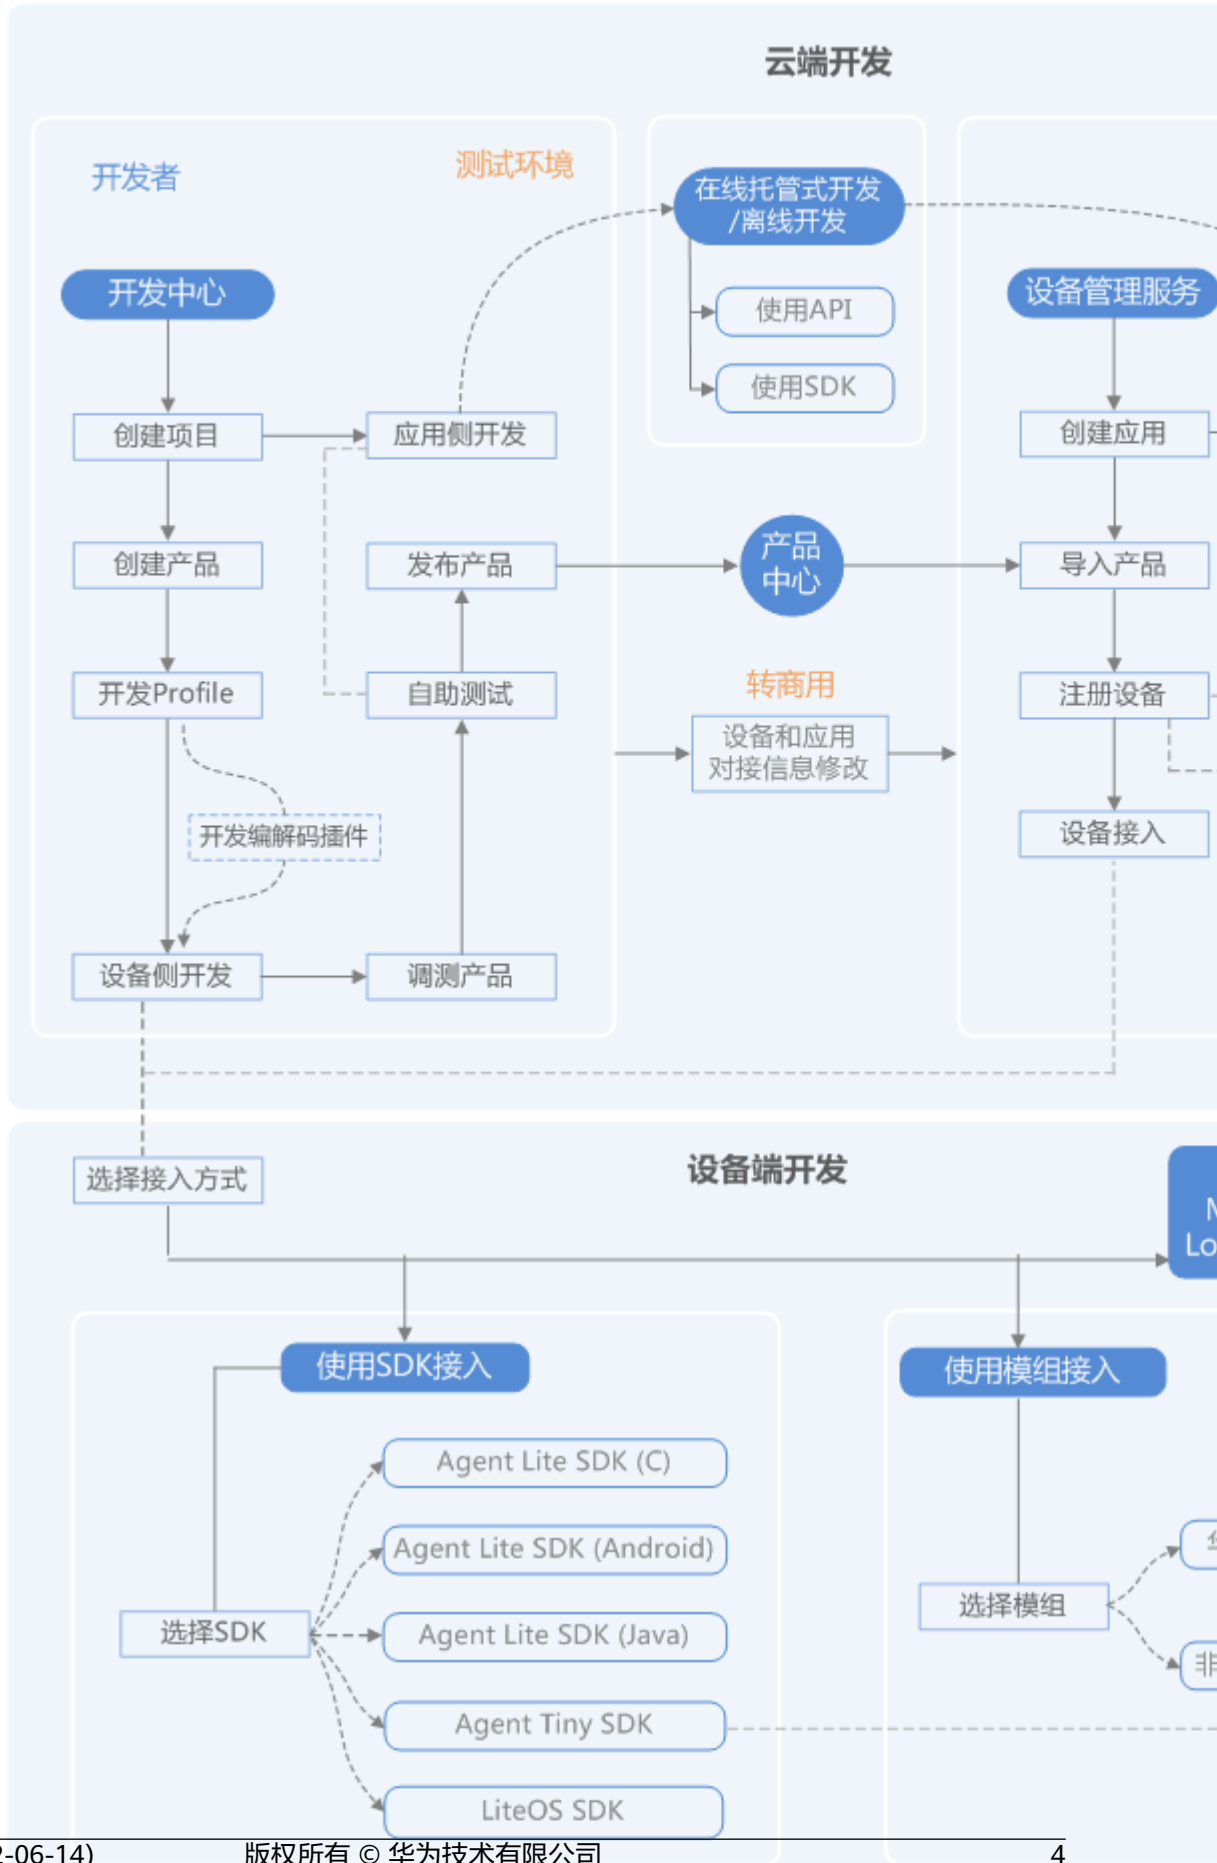 云端开发
开发者
测试环境
在线托管式开发
/离线开发
使用API
使用SDK
开发中心
设备管理服务
创建项目
应用侧开发
创建应用
创建产品
发布产品
产品
中心
导入产品
开发Profile
自助测试
转商用
设备和应用
对接信息修改
注册设备
开发编解码插件
设备接入
设备侧开发
调测产品
选择接入方式
设备端开发
Lo
使用SDK接入
使用模组接入
Agent Lite SDK (C)
Agent Lite SDK (Android)
选择SDK
Agent Lite SDK (Java)
选择模组
非
Agent Tiny SDK
LiteOS SDK
-06-14)
版权所有 © 华为技术有限公司
4